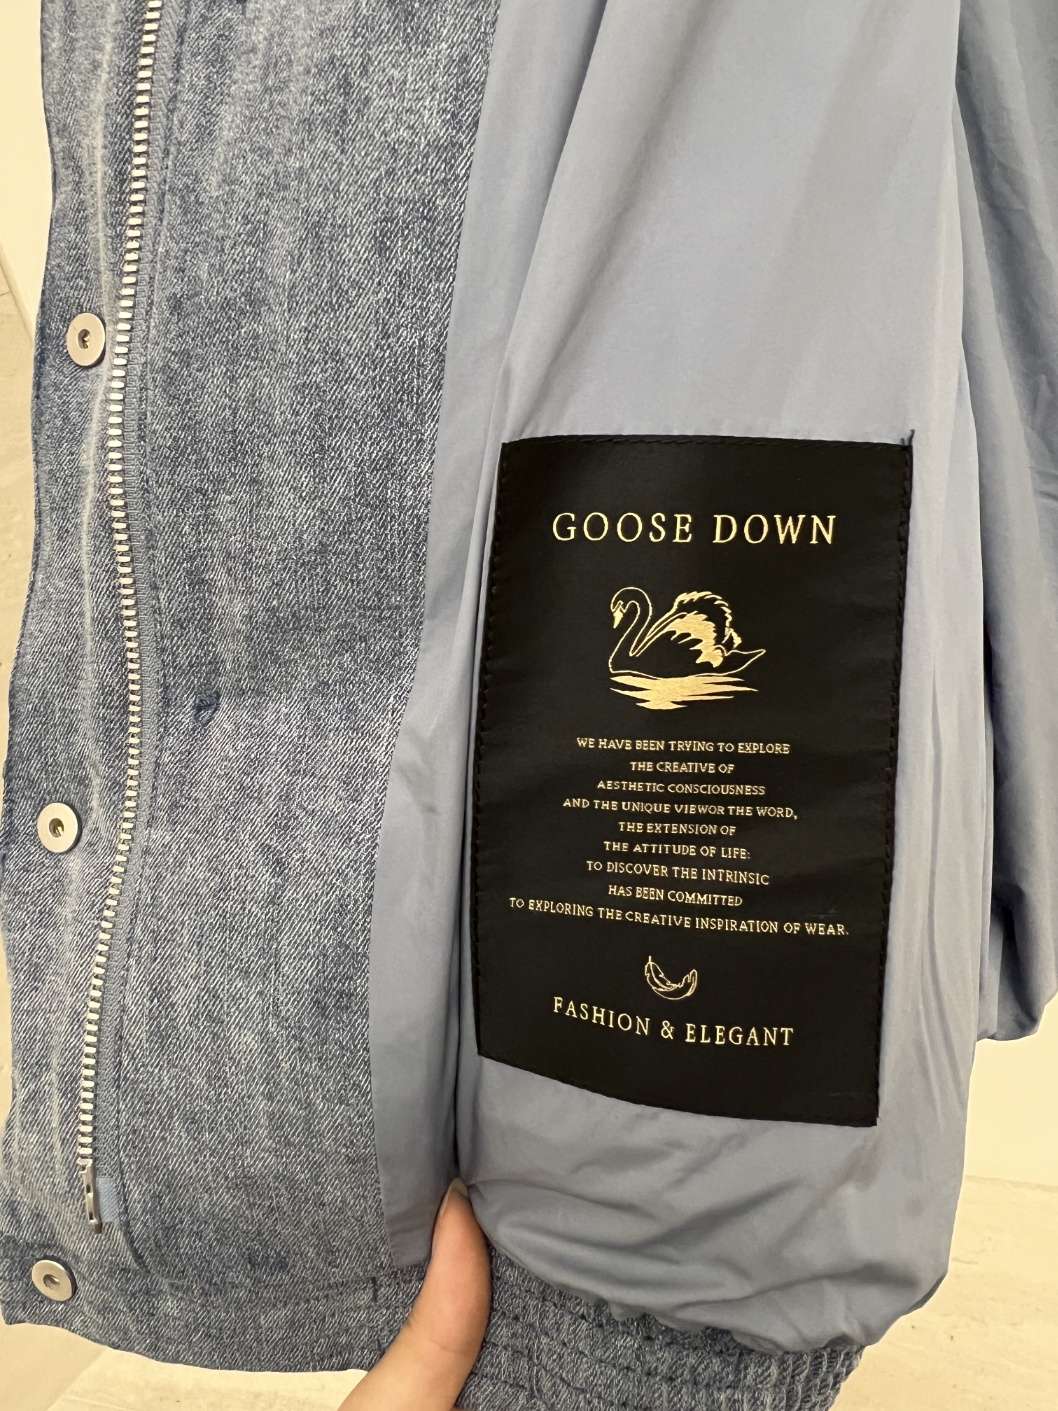 GOOSE DOWN
WE HAVE BEEN TRYING TO EXPLORE
THE CREATIVE OF
AESTHETIC CONSCIOUSNESS
AND THE UNIQUE VIEWOR THE WORD,
THE EXTENSION OF
THE ATTITUDE OF LIFE:
TO DISCOVER THE INTRINSIC
HAS BEEN COMMITTED
TO EXPLORING THE CREATIVE INSPIRATION OF WEAR.
FASHION & ELEGANT